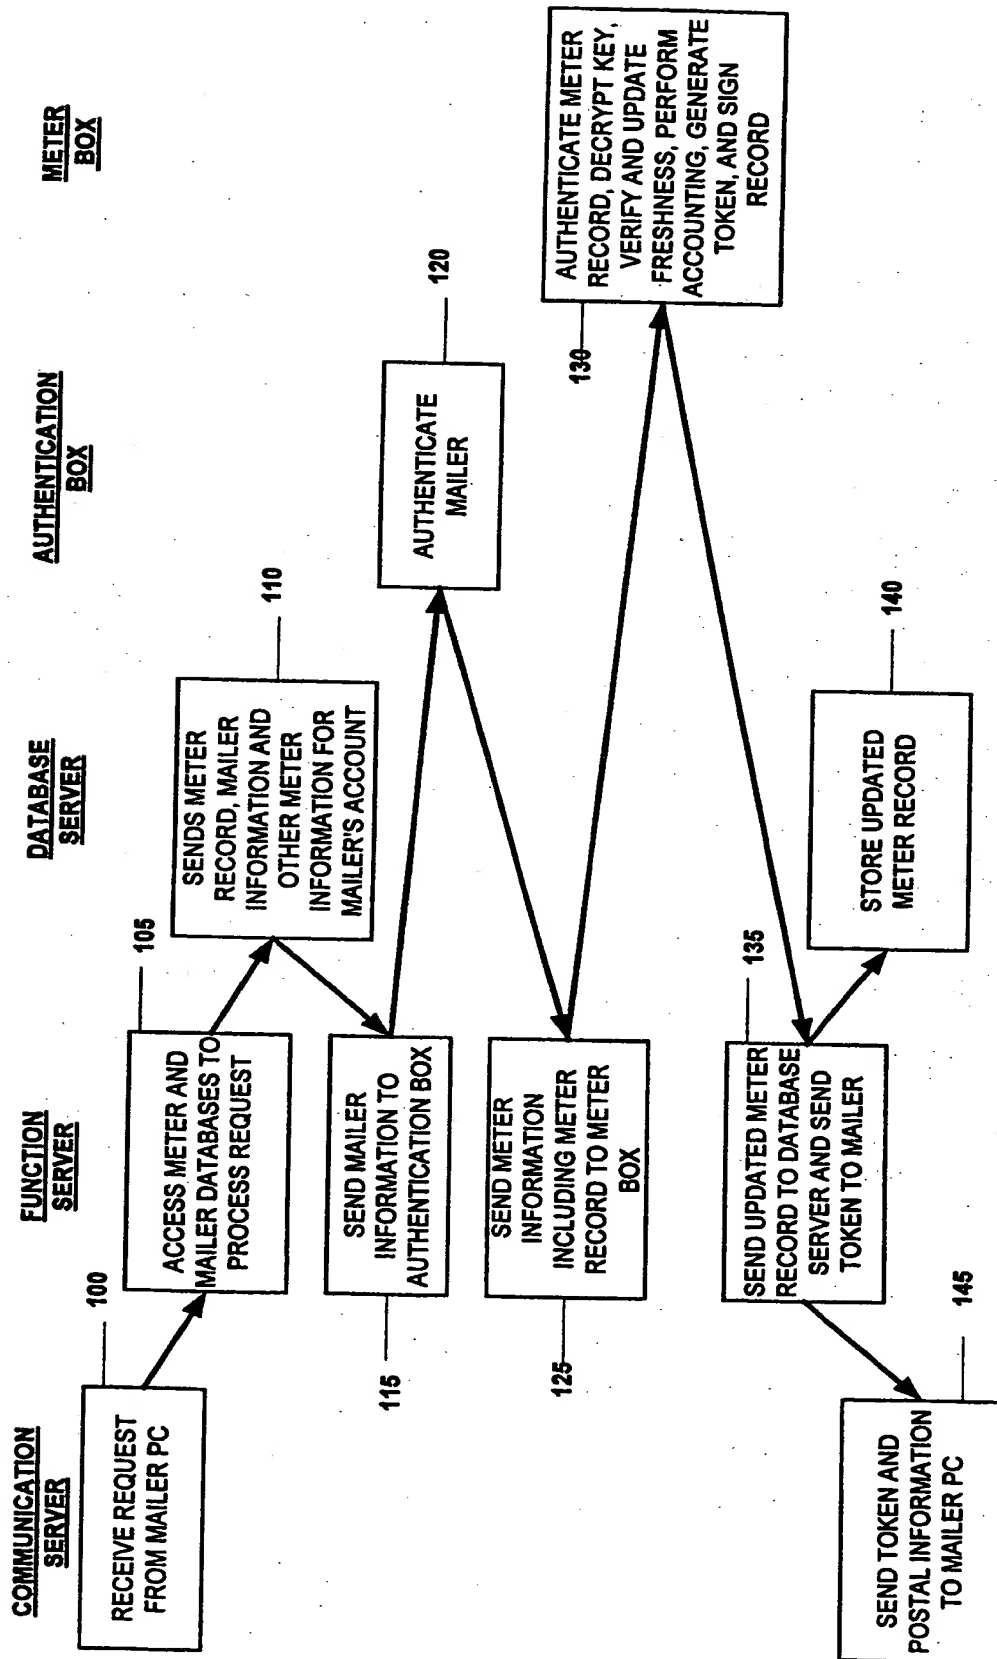 COMMUNICATION
SERVER
FUNCTION
SERVER
DATABASE
SERVER
AUTHENTICATION
BOX
METER
BOX
100
RECEIVE REQUEST
FROM MAILER PC
105
ACCESS METER AND
MAILER DATABASES TO
PROCESS REQUEST
110
SENDS METER
RECORD, MAILER
INFORMATION AND
OTHER METER
INFORMATION FOR
MAILER'S ACCOUNT
115
SEND MAILER
INFORMATION TO
AUTHENTICATION BOX
120
AUTHENTICATE
MAILER
125
SEND METER
INFORMATION
INCLUDING METER
RECORD TO METER
BOX
130
AUTHENTICATE METER
RECORD, DECRYPT KEY,
VERIFY AND UPDATE
FRESHNESS, PERFORM
ACCOUNTING, GENERATE
TOKEN, AND SIGN
RECORD
135
SEND UPDATED METER
RECORD TO DATABASE
SERVER AND SEND
TOKEN TO MAILER
140
STORE UPDATED
METER RECORD
145
SEND TOKEN AND
POSTAL INFORMATION
TO MAILER PC